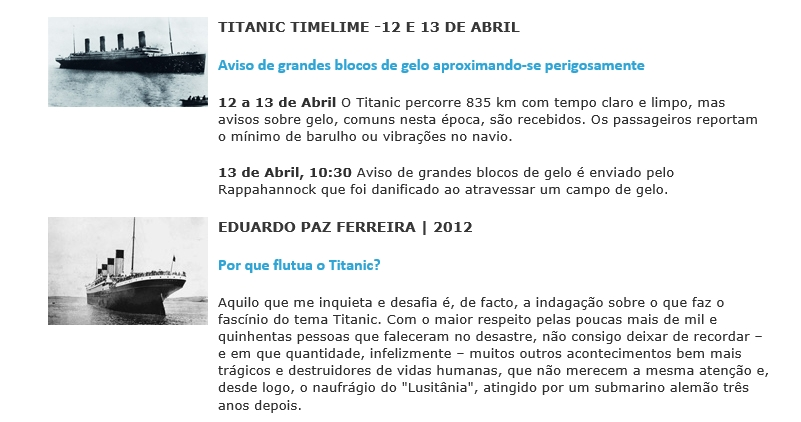 TITANIC TIMELIME -12 E 13 DE ABRIL
Aviso de grandes blocos de gelo aproximando-se perigosamente
12 a 13 de Abril O Titanic percorre 835 km com tempo claro e limpo, mas
avisos sobre gelo, comuns nesta época, são recebidos. Os passageiros reportam
o mínimo de barulho ou vibrações no navio.
13 de Abril, 10:30 Aviso de grandes blocos de gelo é enviado pelo
Rappahannock que foi danificado ao atravessar um campo de gelo.
EDUARDO PAZ FERREIRA | 2012
Por que flutua o Titanic?
Aquilo que me inquieta e desafia é, de facto, a indagação sobre o que faz o
fascínio do tema Titanic. Com o maior respeito pelas poucas mais de mil e
quinhentas pessoas que faleceram no desastre, não consigo deixar de recordar –
e em que quantidade, infelizmente – muitos outros acontecimentos bem mais
trágicos e destruidores de vidas humanas, que não merecem a mesma atenção e,
desde logo, o naufrágio do "Lusitânia", atingido por um submarino alemão três
anos depois.